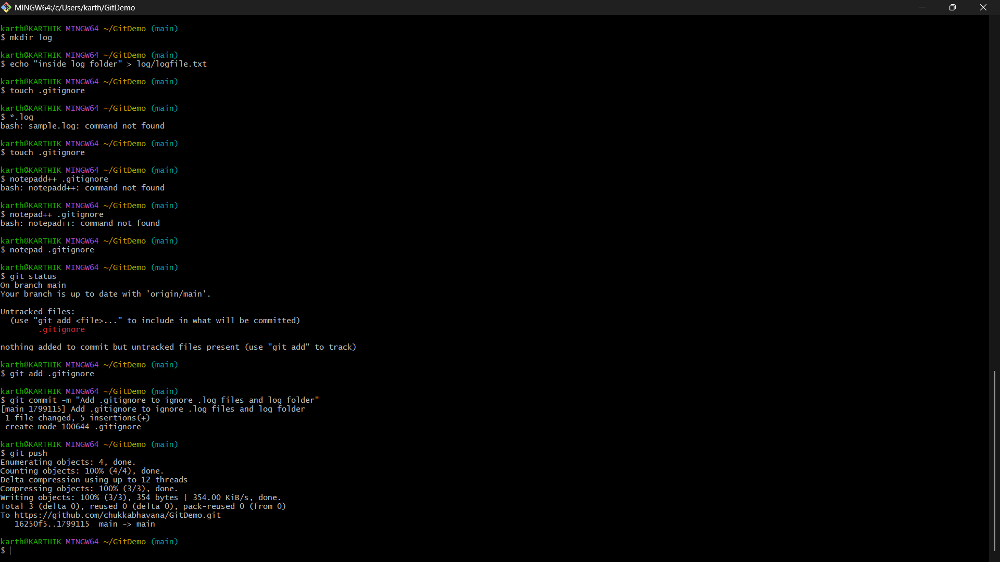 MINGW64:/c/Users/karth/GitDemo
karth@KARTHIK MINGW64 ~/GitDemo (main)
$ mkdir log
karth@KARTHIK MINGW64 ~/GitDemo (main)
$ echo "inside log folder" > log/logfile.txt
karth@KARTHIK MINGW64 ~/GitDemo (main)
$ touch .gitignore
karth@KARTHIK MINGW64 ~/GitDemo (main)
$ *.log
bash: sample.log: command not found
karth@KARTHIK MINGW64 ~/GitDemo (main)
$ touch .gitignore
karth@KARTHIK MINGW64 ~/GitDemo (main)
$ notepadd++ .gitignore
bash: notepadd++: command not found
karth@KARTHIK MINGW64 ~/GitDemo (main)
$ notepad++ .gitignore
bash: notepad++: command not found
karth@KARTHIK MINGW64 ~/GitDemo (main)
$ notepad .gitignore
karth@KARTHIK MINGW64 ~/GitDemo (main)
$ git status
On branch main
Your branch is up to date with 'origin/main'.
Untracked files:
  (use "git add <file>..." to include in what will be committed)
        .gitignore
nothing added to commit but untracked files present (use "git add" to track)
karth@KARTHIK MINGW64 ~/GitDemo (main)
$ git add .gitignore
karth@KARTHIK MINGW64 ~/GitDemo (main)
$ git commit -m "Add .gitignore to ignore .log files and log folder"
[main 1799115] Add .gitignore to ignore .log files and log folder
 1 file changed, 5 insertions(+)
 create mode 100644 .gitignore
karth@KARTHIK MINGW64 ~/GitDemo (main)
$ git push
Enumerating objects: 4, done.
Counting objects: 100% (4/4), done.
Delta compression using up to 12 threads
Compressing objects: 100% (3/3), done.
Writing objects: 100% (3/3), 354 bytes | 354.00 KiB/s, done.
Total 3 (delta 0), reused 0 (delta 0), pack-reused 0 (from 0)
To https://github.com/chukkabhavana/GitDemo.git
   16250f5..1799115  main -> main
karth@KARTHIK MINGW64 ~/GitDemo (main)
$